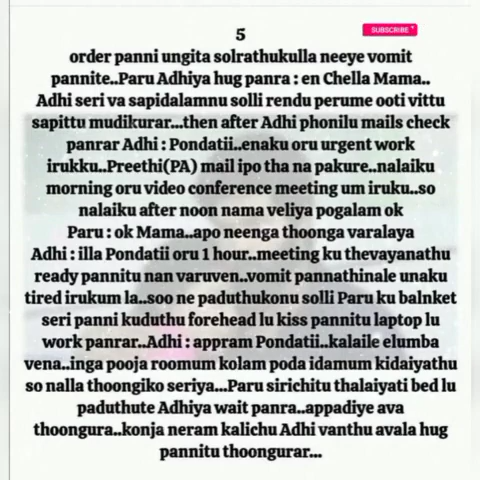 5
SUBSCRIBE
order panni ungita solrathukulla neeye vomit
pannite..Paru Adhiya hug panra : en Chella Mama..
Adhi seri va sapidalamnu solli rendu perume ooti vittu
sapittu mudikurar...then after Adhi phonilu mails check
panrar Adhi : Pondatii..enaku oru urgent work
irukku..Preethi(PA) mail ipo tha na pakure..nalaiku
morning oru video conference meeting um iruku..so
nalaiku after noon nama veliya pogalam ok
Paru : ok Mama..apo neenga thoonga varalaya
Adhi : illa Pondatii oru 1 hour..meeting ku thevayanathu
ready pannitu nan varuven..vomit pannathinale unaku
tired irukum la..soo ne paduthukonu solli Paru ku balnket
seri panni kuduthu forehead lu kiss pannitu laptop lu
work panrar..Adhi : appram Pondatii..kalaile elumba
vena..inga pooja roomum kolam poda idamum kidaiyathu
so nalla thoongiko seriya...Paru sirichitu thalaiyati bed lu
paduthute Adhiya wait panra..appadiye ava
thoongura..konja neram kalichu Adhi vanthu avala hug
pannitu thoongurar...